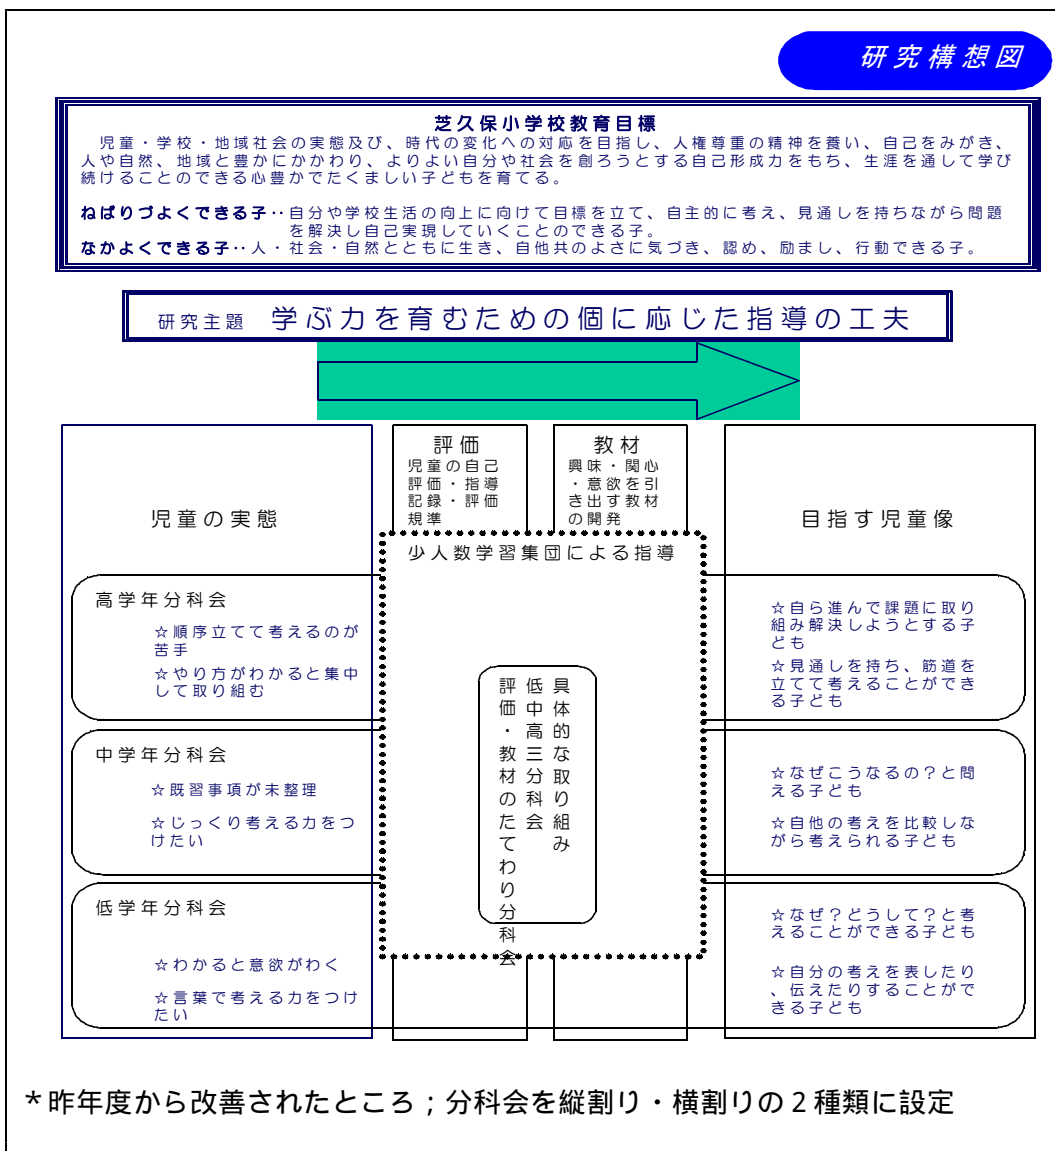 研究構想図
芝久保小学校教育目標
児童・学校・地域社会の実態及び、時代の変化への対応を目指し、人権尊重の精神を養い、自己をみがき、
人や自然、地域と豊かにかかわり、よりよい自分や社会を創ろうとする自己形成力をもち、生涯を通して学び
続けることのできる心豊かでたくましい子どもを育てる。
ねばりづよくできる子‥自分や学校生活の向上に向けて目標を立て、自主的に考え、見通しを持ちながら問題
を解決し自己実現していくことのできる子。
なかよくできる子‥人・社会・自然とともに生き、自他共のよさに気づき、認め、励まし、行動できる子。
研究主題 学ぶ力を育むための個に応じた指導の工夫
児童の実態
評価
児童の自己
評価・指導
記録・評価
規準
教材
興味・関心
・意欲を引
き出す教材
の開発
目指す児童像
少人数学習集団による指導
具体的な取り組み
低中高三分科会
評価・教材のたてわり分科会
高学年分科会
☆順序立てて考えるのが
苦手
☆やり方がわかると集中
して取り組む
☆自ら進んで課題に取り
組み解決しようとする子
ども
☆見通しを持ち、筋道を
立てて考えることができ
る子ども
中学年分科会
☆既習事項が未整理
☆じっくり考える力をつ
けたい
☆なぜこうなるの？と問
える子ども
☆自他の考えを比較しな
がら考えられる子ども
低学年分科会
☆わかると意欲がわく
☆言葉で考える力をつけ
たい
☆なぜ？どうして？と考
えることができる子ども
☆自分の考えを表したり
、伝えたりすることがで
きる子ども
*昨年度から改善されたところ；分科会を縦割り・横割りの２種類に設定